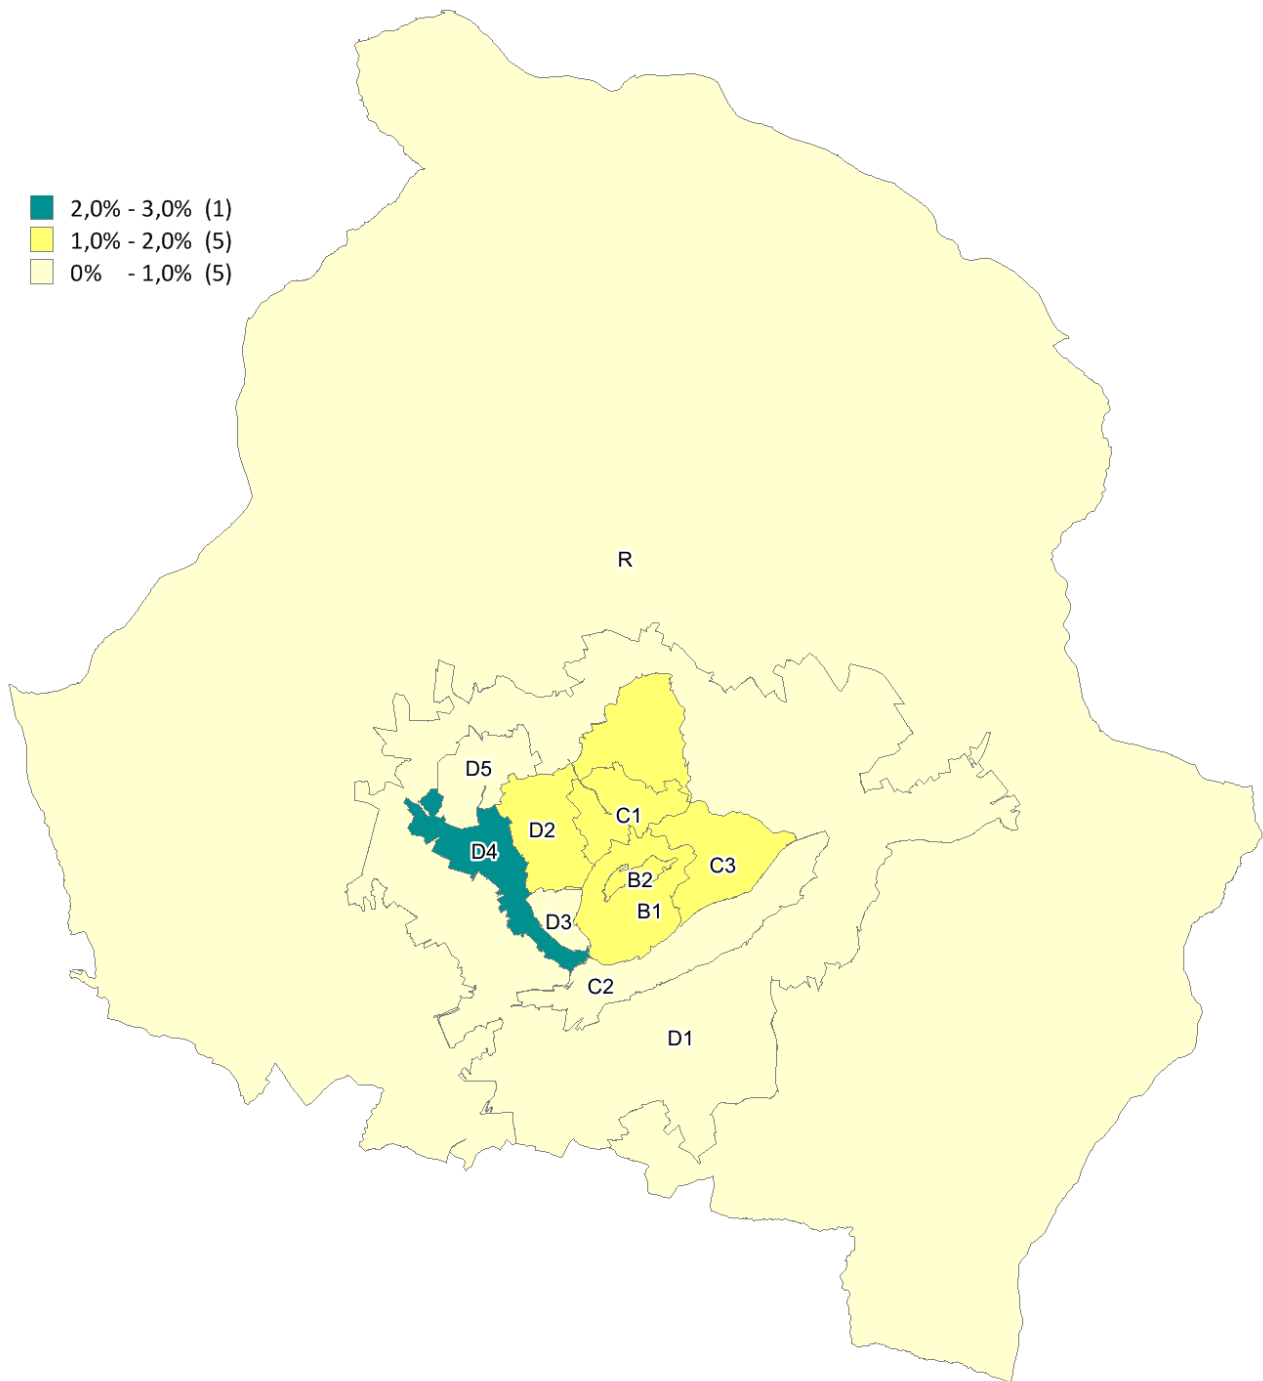 2,0% - 3,0% (1)
1,0% - 2,0% (5)
0% - 1,0% (5)
R
D5
C1
D2
D4
C3
B2
B1
D3
C2
D1